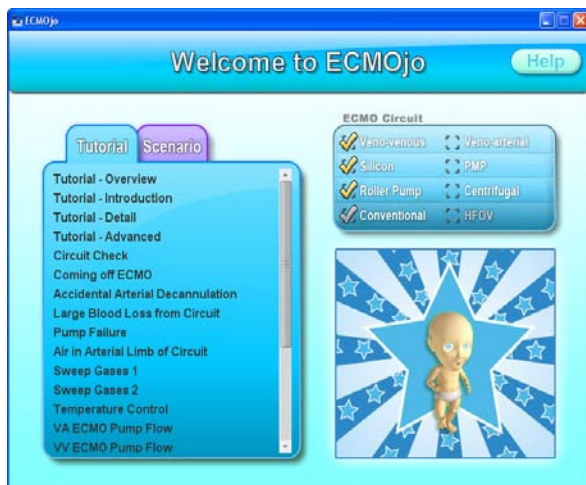 ECMOjo
Welcome to ECMOjo
Help
Tutorial Scenario
Tutorial - Overview
Tutorial - Introduction
Tutorial - Detail
Tutorial - Advanced
Circuit Check
Coming off ECMO
Accidental Arterial Decannulation
Large Blood Loss from Circuit
Pump Failure
Air in Arterial Limb of Circuit
Sweep Gases 1
Sweep Gases 2
Temperature Control
VA ECMO Pump Flow
VV ECMO Pump Flow
ECMO Circuit
Veno-venous Veno-arterial
Silicon PMP
Roller Pump Centrifugal
Conventional HFOV